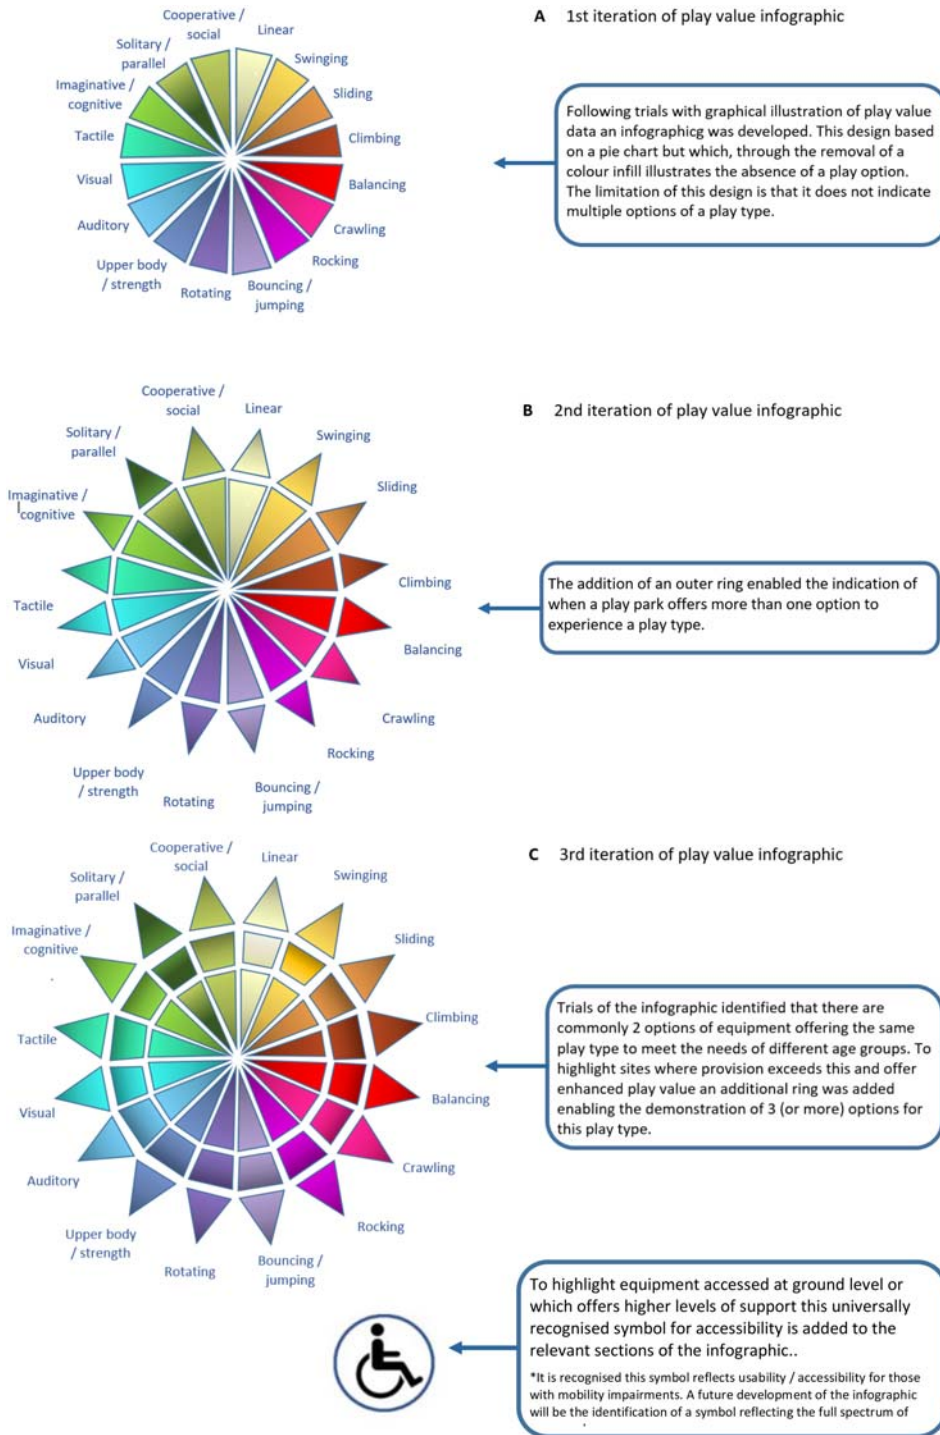 A 1st iteration of play value infographic
Cooperative /
social
Linear
Solitary /
parallel
Swinging
Imaginative /
cognitive
Sliding
Tactile
Climbing
Visual
Balancing
Auditory
Crawling
Upper body
/ strength
Rocking
Rotating
Bouncing /
jumping
Following trials with graphical illustration of play value
data an infographicg was developed. This design based
on a pie chart but which, through the removal of a
colour infill illustrates the absence of a play option.
The limitation of this design is that it does not indicate
multiple options of a play type.
B 2nd iteration of play value infographic
Cooperative /
social
Linear
Solitary /
parallel
Swinging
Imaginative /
cognitive
Sliding
Tactile
Climbing
Visual
Balancing
Auditory
Crawling
Upper body
/ strength
Rocking
Rotating
Bouncing /
jumping
The addition of an outer ring enabled the indication of
when a play park offers more than one option to
experience a play type.
C 3rd iteration of play value infographic
Cooperative /
social
Linear
Solitary /
parallel
Swinging
Imaginative /
cognitive
Sliding
Tactile
Climbing
Visual
Balancing
Auditory
Crawling
Upper body
/ strength
Rocking
Rotating
Bouncing /
jumping
Trials of the infographic identified that there are
commonly 2 options of equipment offering the same
play type to meet the needs of different age groups. To
highlight sites where provision exceeds this and offer
enhanced play value an additional ring was added
enabling the demonstration of 3 (or more) options for
this play type.
To highlight equipment accessed at ground level or
which offers higher levels of support this universally
recognised symbol for accessibility is added to the
relevant sections of the infographic..
*It is recognised this symbol reflects usability / accessibility for those
with mobility impairments. A future development of the infographic
will be the identification of a symbol reflecting the full spectrum of